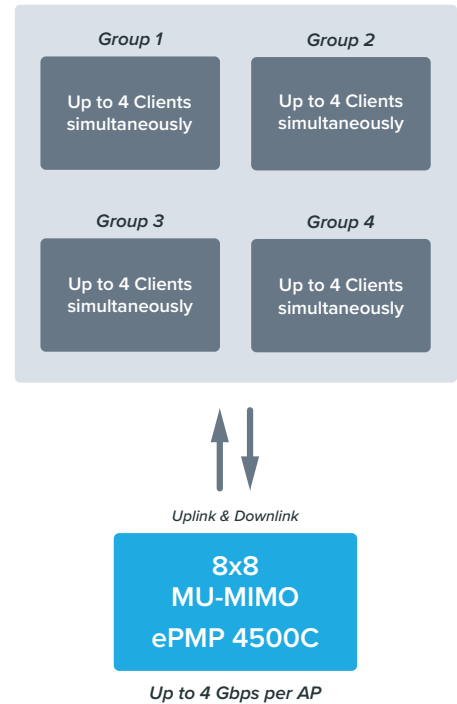 Group 1
Group 2
Up to 4 Clients
simultaneously
Up to 4 Clients
simultaneously
Group 3
Group 4
Up to 4 Clients
simultaneously
Up to 4 Clients
simultaneously
Uplink & Downlink
8x8
MU-MIMO
ePMP 4500C
Up to 4 Gbps per AP